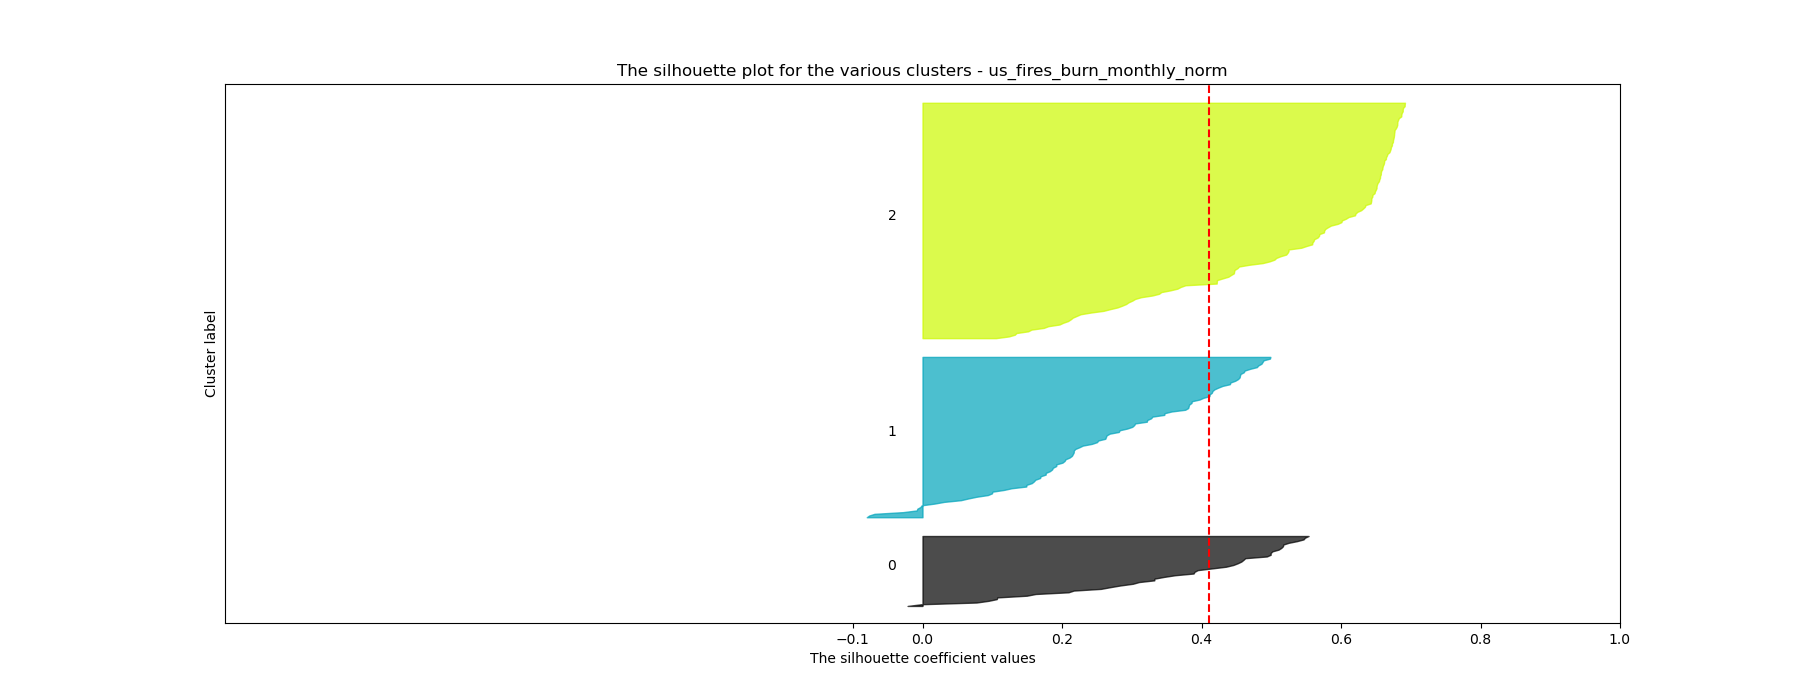 The silhouette plot for the various clusters - us_fires_burn_monthly_norm
Cluster label
2
1
0
−0.1 0.0 0.2 0.4 0.6 0.8 1.0
The silhouette coefficient values